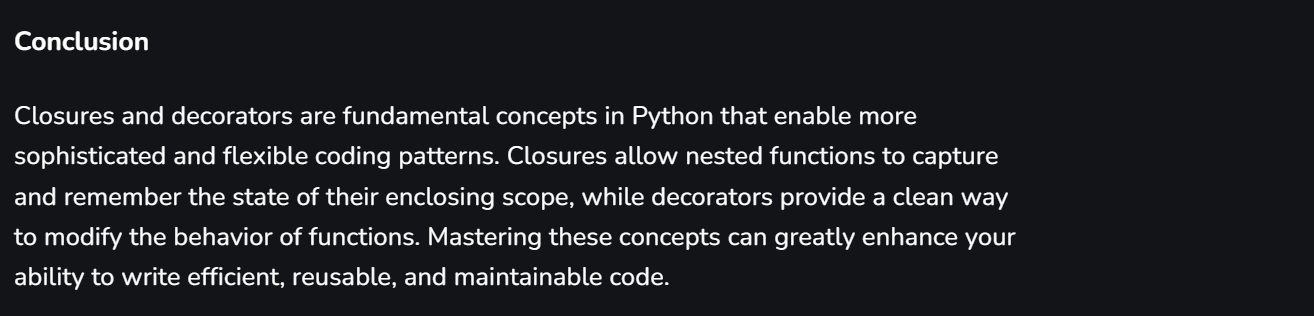 Conclusion
Closures and decorators are fundamental concepts in Python that enable more
sophisticated and flexible coding patterns. Closures allow nested functions to capture
and remember the state of their enclosing scope, while decorators provide a clean way
to modify the behavior of functions. Mastering these concepts can greatly enhance your
ability to write efficient, reusable, and maintainable code.